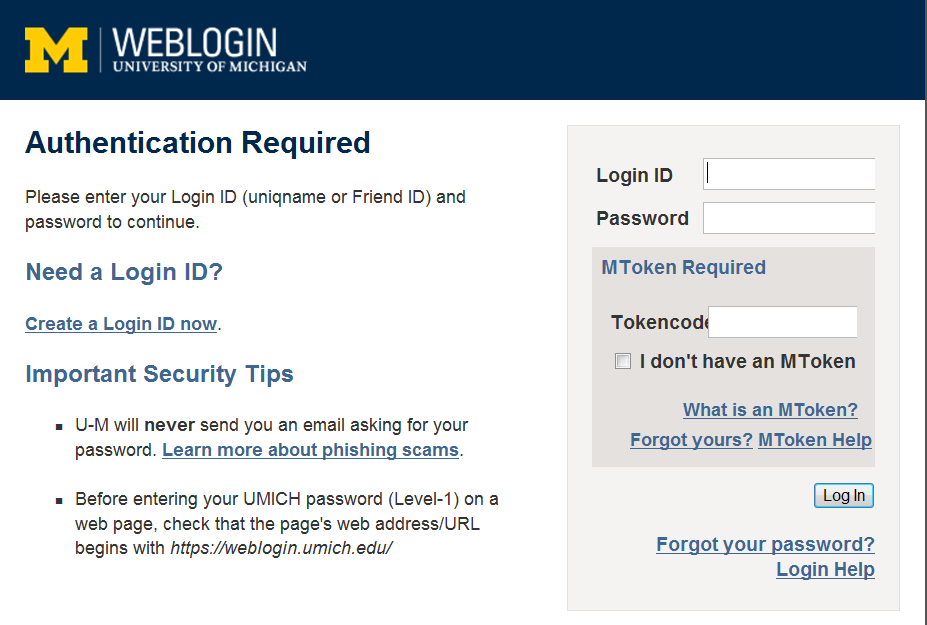 M
WEBLOGIN
UNIVERSITY OF MICHIGAN
Authentication Required
Please enter your Login ID (uniqname or Friend ID) and
password to continue.
Need a Login ID?
Create a Login ID now.
Important Security Tips
▪ U-M will never send you an email asking for your
password. Learn more about phishing scams.
▪ Before entering your UMICH password (Level-1) on a
web page, check that the page's web address/URL
begins with https://weblogin.umich.edu/
Login ID
Password
MToken Required
Tokencode
I don't have an MToken
What is an MToken?
Forgot yours? MToken Help
Log In
Forgot your password?
Login Help